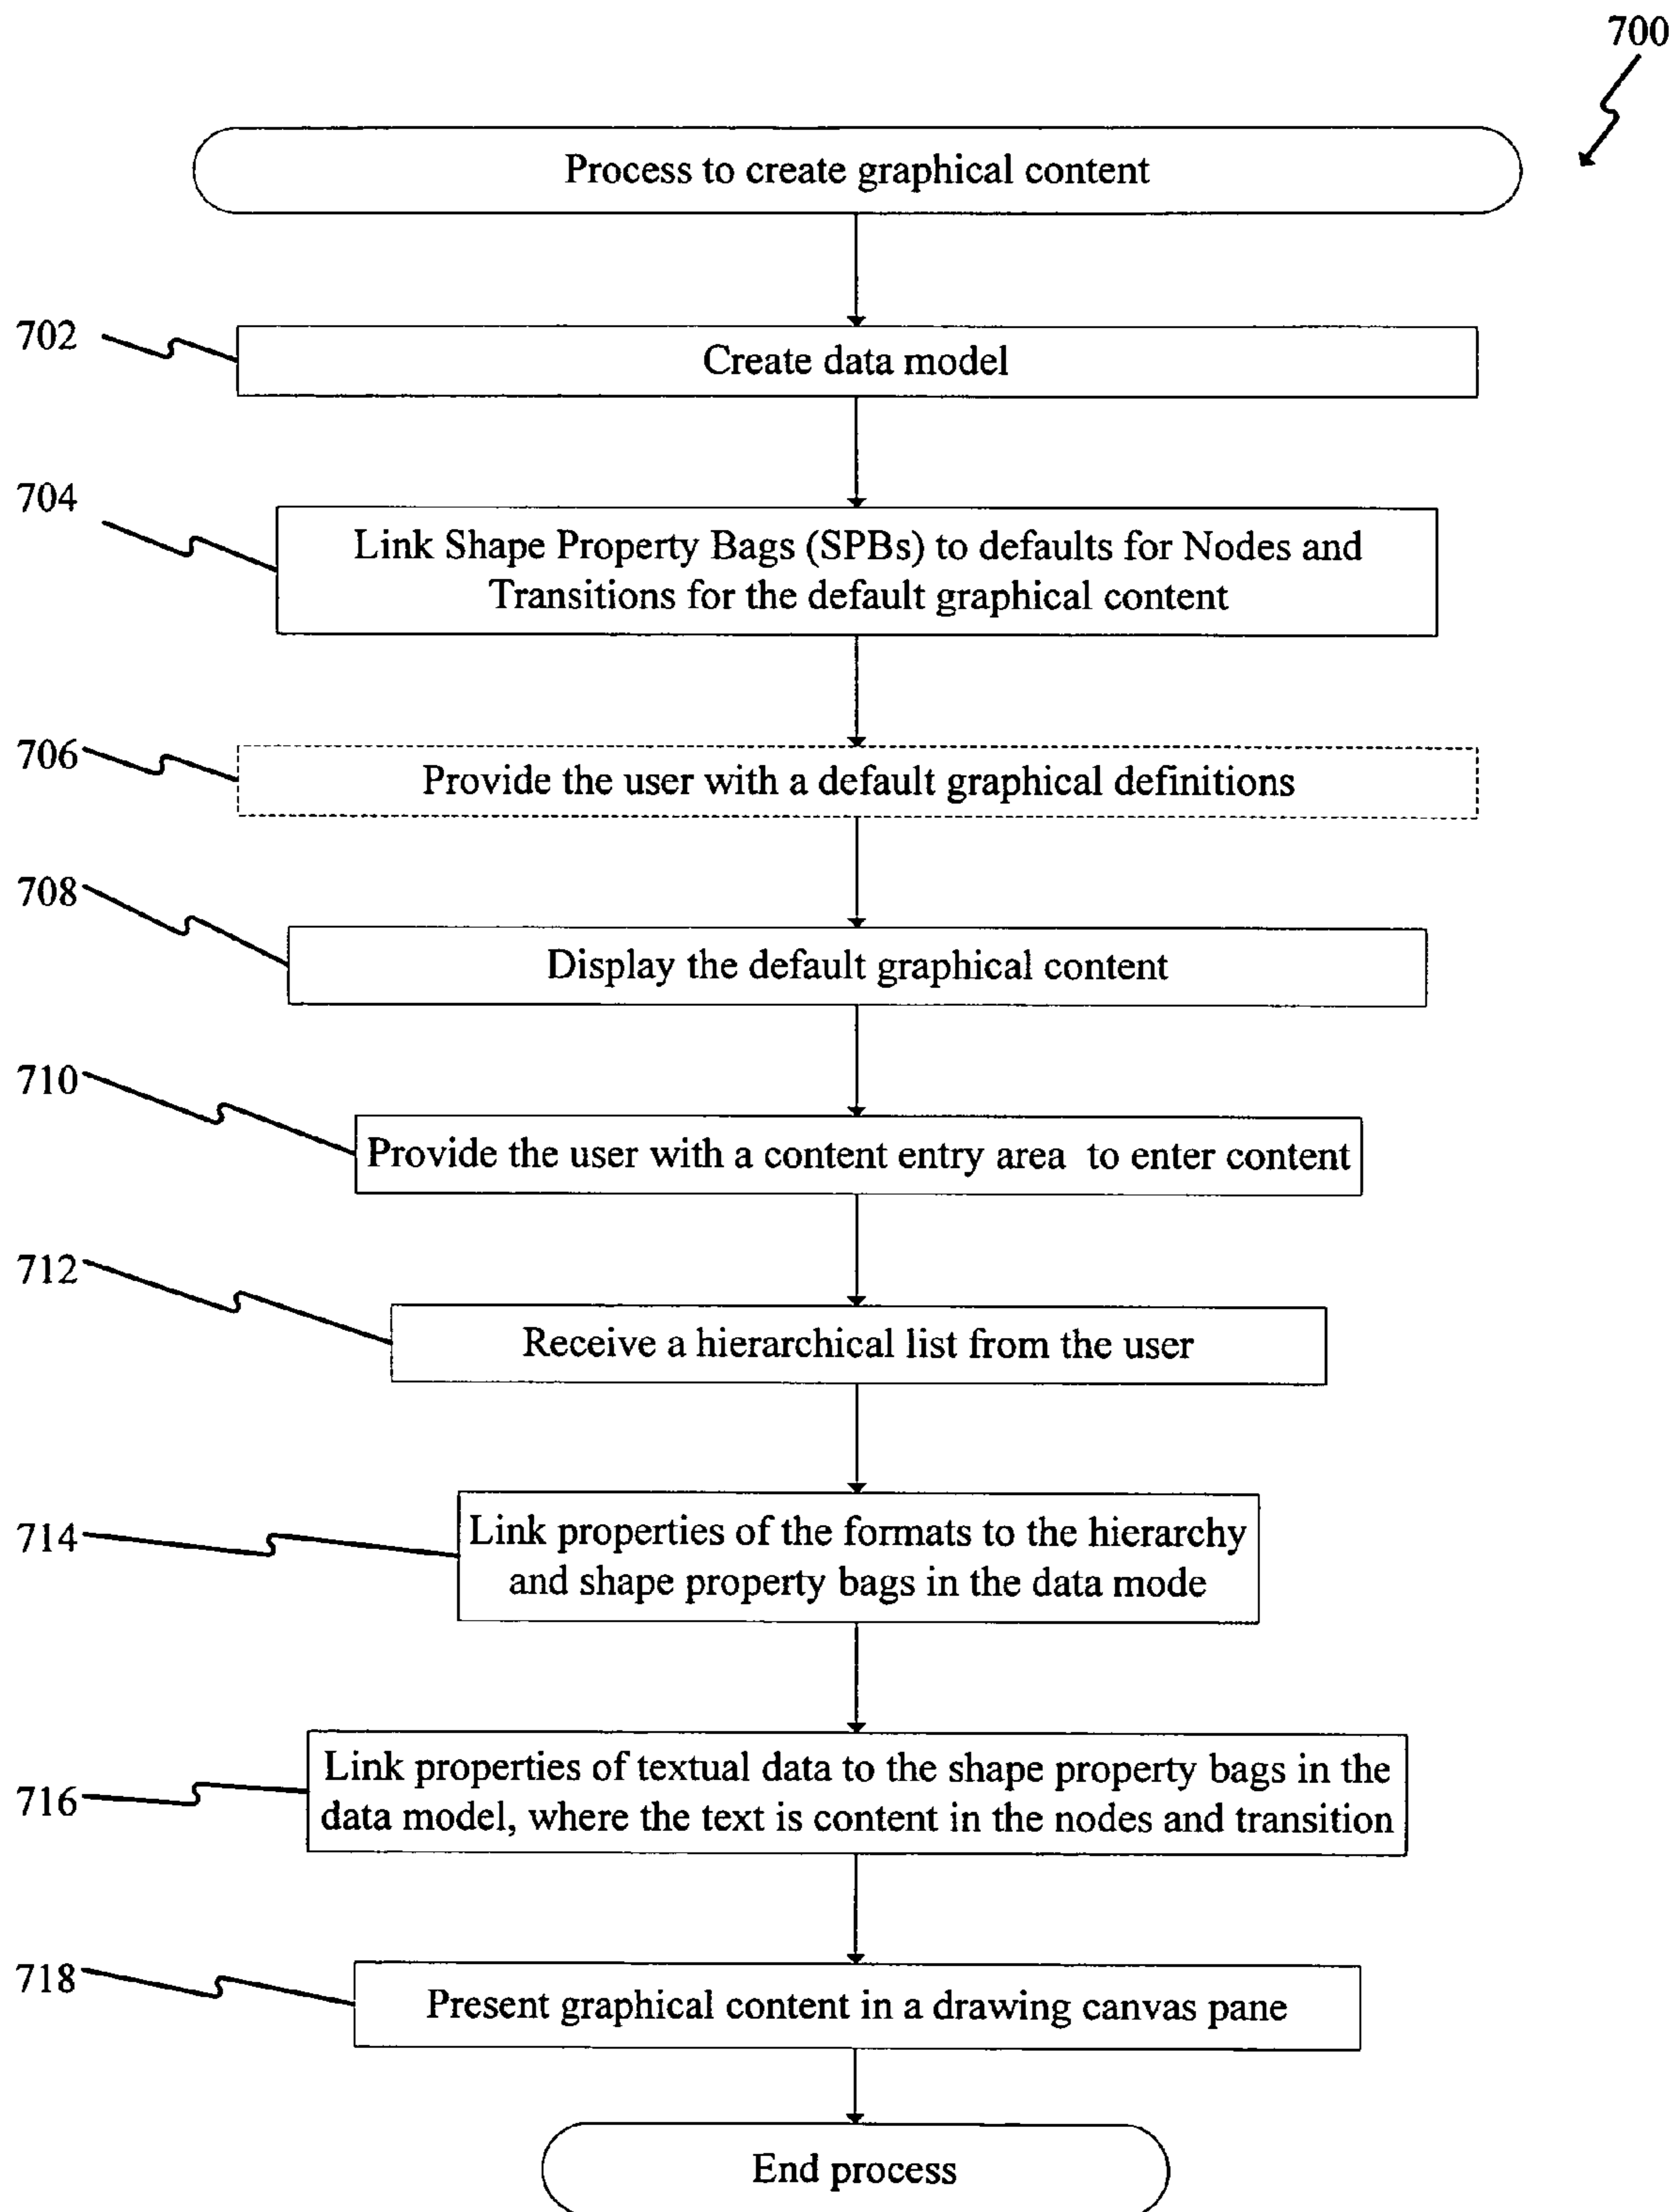 700
Process to create graphical content
702
Create data model
704
Link Shape Property Bags (SPBs) to defaults for Nodes and
Transitions for the default graphical content
706
Provide the user with a default graphical definitions
708
Display the default graphical content
710
Provide the user with a content entry area to enter content
712
Receive a hierarchical list from the user
714
Link properties of the formats to the hierarchy
and shape property bags in the data mode
716
Link properties of textual data to the shape property bags in the
data model, where the text is content in the nodes and transition
718
Present graphical content in a drawing canvas pane
End process